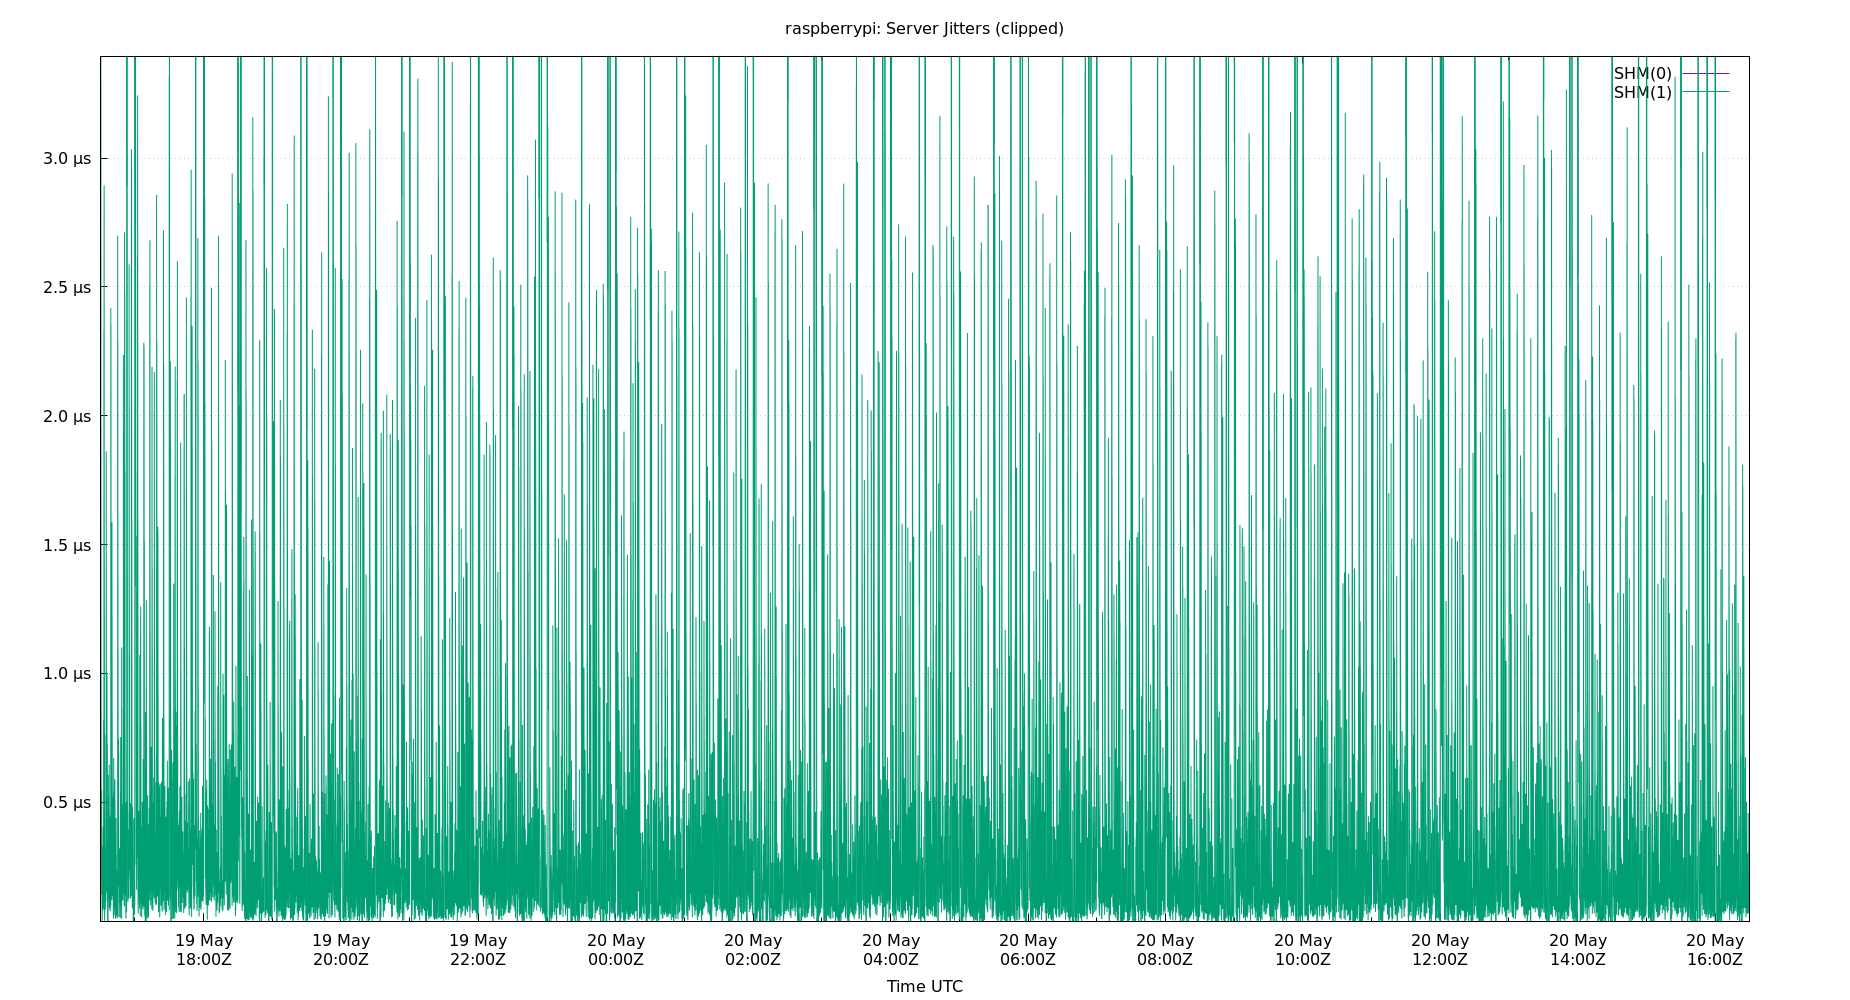 raspberrypi: Server Jitters (clipped)
SHM(0)
SHM(1)
3.0 µs
2.5 µs
2.0 µs
1.5 µs
1.0 µs
0.5 µs
19 May 19 May 19 May 20 May 20 May 20 May 20 May 20 May 20 May 20 May 20 May 20 May
18:00Z 20:00Z 22:00Z 00:00Z 02:00Z 04:00Z 06:00Z 08:00Z 10:00Z 12:00Z 14:00Z 16:00Z
Time UTC